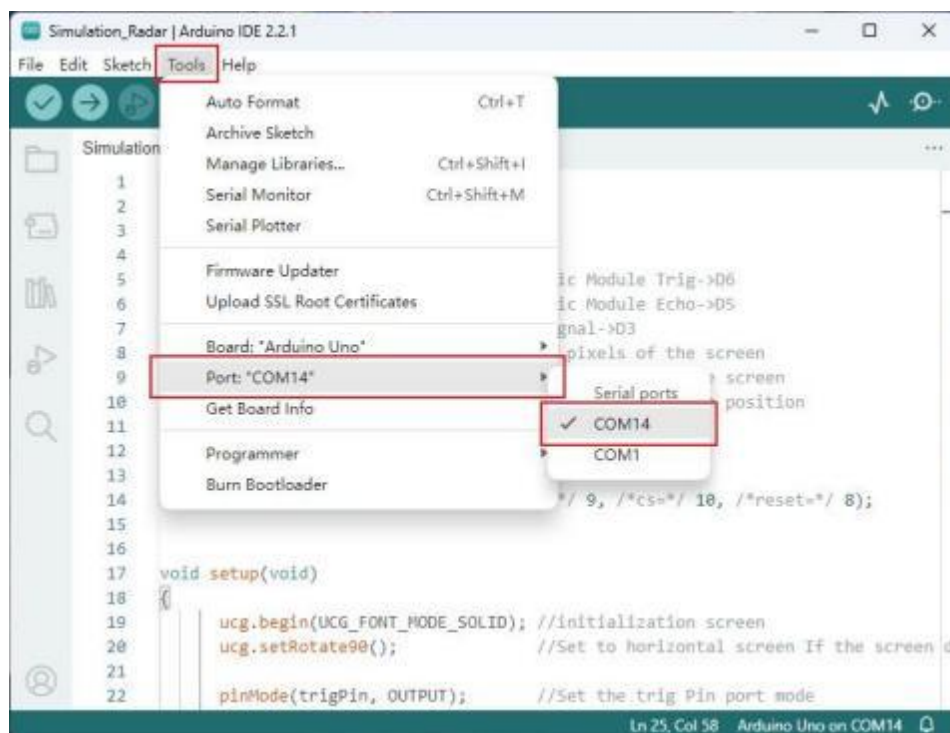 Simulation_Radar | Arduino IDE 2.2.1
File Edit Sketch Tools Help
Auto Format Ctrl+T
Archive Sketch
Manage Libraries... Ctrl+Shift+I
Serial Monitor Ctrl+Shift+M
Serial Plotter
Firmware Updater
Upload SSL Root Certificates
Board: "Arduino Uno"
Port: "COM14"
Get Board Info
Programmer
Burn Bootloader
Serial ports
COM14
COM1
Simulation
1
2
3
4
5 ic Module Trig->D6
6 ic Module Echo->D5
7 gnal->D3
8 pixels of the screen
9 screen
10 position
11
12
13
14 */ 9, /*cs=*/ 10, /*reset=*/ 8);
15
16
17 void setup(void)
18 {
19 ucg.begin(UCG_FONT_MODE_SOLID); //initialization screen
20 ucg.setRotate90(); //Set to horizontal screen If the screen
21
22 pinMode(trigPin, OUTPUT); //Set the trig Pin port mode
Ln 25, Col 58 Arduino Uno on COM14